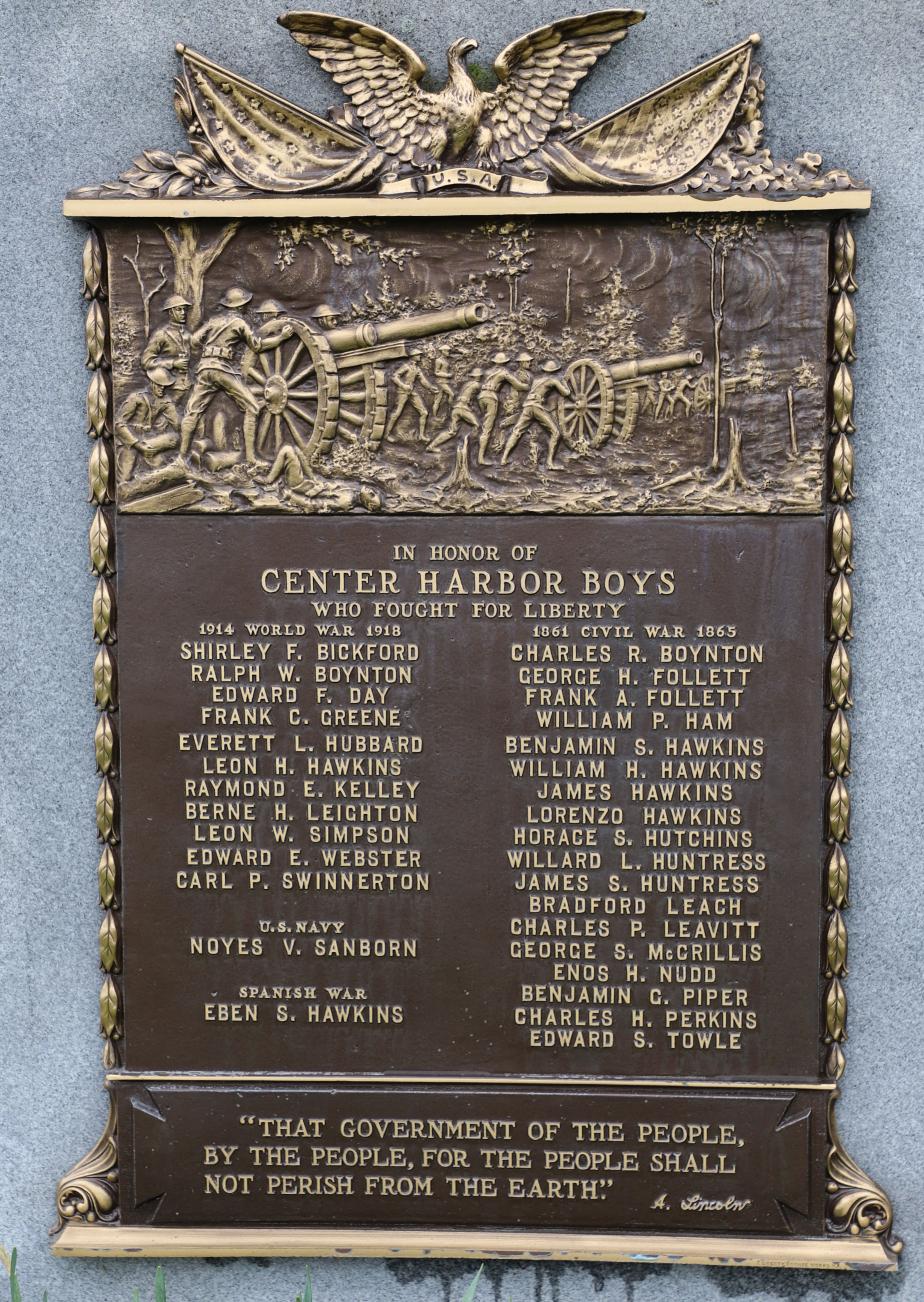 U.S.A.
IN HONOR OF
CENTER HARBOR BOYS
WHO FOUGHT FOR LIBERTY
1914 WORLD WAR 1918
SHIRLEY F. BICKFORD
RALPH W. BOYNTON
EDWARD F. DAY
FRANK C. GREENE
EVERETT L. HUBBARD
LEON H. HAWKINS
RAYMOND E. KELLEY
BERNE H. LEIGHTON
LEON W. SIMPSON
EDWARD E. WEBSTER
CARL P. SWINNERTON
U.S. NAVY
NOYES V. SANBORN
SPANISH WAR
EBEN S. HAWKINS
1861 CIVIL WAR 1865
CHARLES R. BOYNTON
GEORGE H. FOLLETT
FRANK A. FOLLETT
WILLIAM P. HAM
BENJAMIN S. HAWKINS
WILLIAM H. HAWKINS
JAMES HAWKINS
LORENZO HAWKINS
HORACE S. HUTCHINS
WILLARD L. HUNTRESS
JAMES S. HUNTRESS
BRADFORD LEACH
CHARLES P. LEAVITT
GEORGE S. McGRILLIS
ENOS H. NUDD
BENJAMIN G. PIPER
CHARLES H. PERKINS
EDWARD S. TOWLE
"THAT GOVERNMENT OF THE PEOPLE,
BY THE PEOPLE, FOR THE PEOPLE SHALL
NOT PERISH FROM THE EARTH."
A. Lincoln